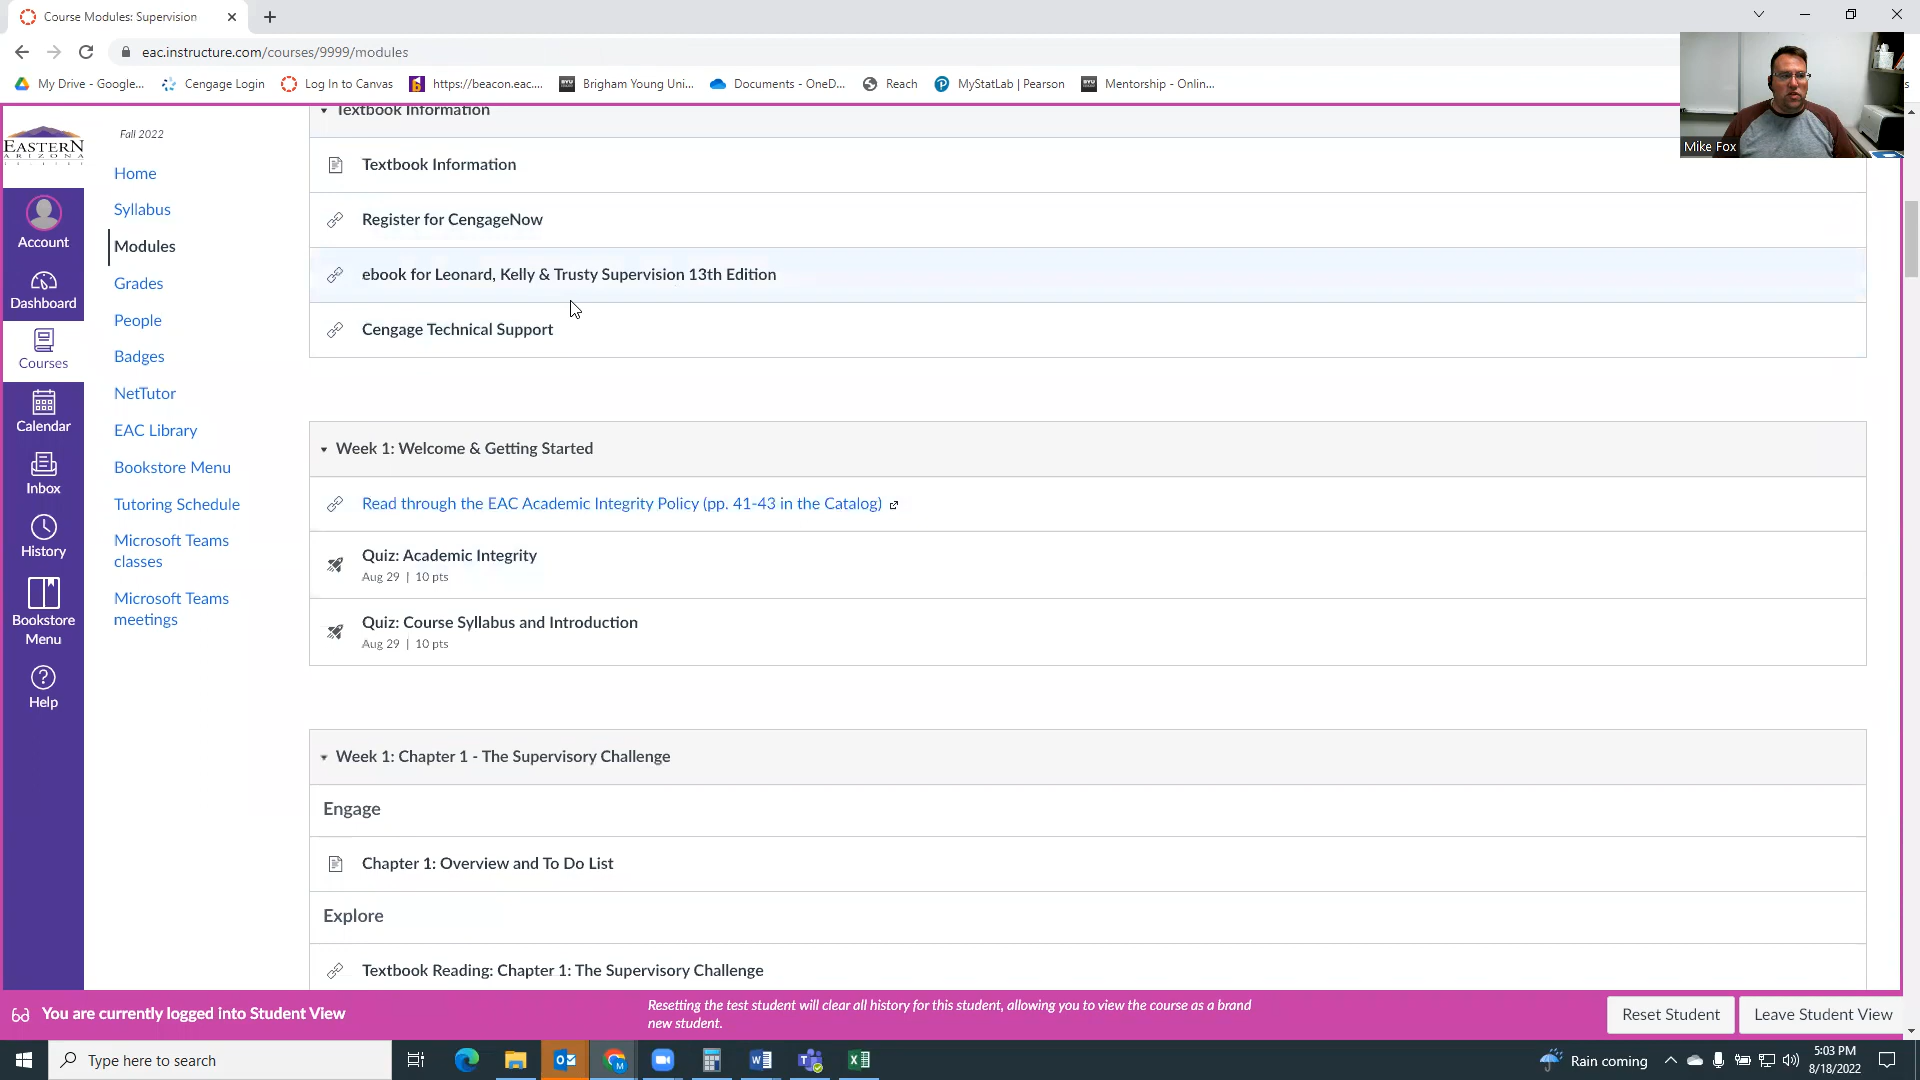 Course Modules: Supervision
eac.instructure.com/courses/9999/modules
My Drive - Google...
Cengage Login
Log In to Canvas
https://beacon.eac....
Brigham Young Uni...
Documents - OneD...
Reach
MyStatLab | Pearson
Mentorship - Onlin...
Mike Fox
EASTERN
ARIZONA
Account
Dashboard
Courses
Calendar
Inbox
History
Bookstore
Menu
Help
Fall 2022
Home
Syllabus
Modules
Grades
People
Badges
NetTutor
EAC Library
Bookstore Menu
Tutoring Schedule
Microsoft Teams
classes
Microsoft Teams
meetings
Textbook Information
Textbook Information
Register for CengageNow
ebook for Leonard, Kelly & Trusty Supervision 13th Edition
Cengage Technical Support
Week 1: Welcome & Getting Started
Read through the EAC Academic Integrity Policy (pp. 41-43 in the Catalog)
Quiz: Academic Integrity
Aug 29 | 10 pts
Quiz: Course Syllabus and Introduction
Aug 29 | 10 pts
Week 1: Chapter 1 - The Supervisory Challenge
Engage
Chapter 1: Overview and To Do List
Explore
Textbook Reading: Chapter 1: The Supervisory Challenge
You are currently logged into Student View
Resetting the test student will clear all history for this student, allowing you to view the course as a brand
new student.
Reset Student
Leave Student View
Type here to search
Rain coming
5:03 PM
8/18/2022